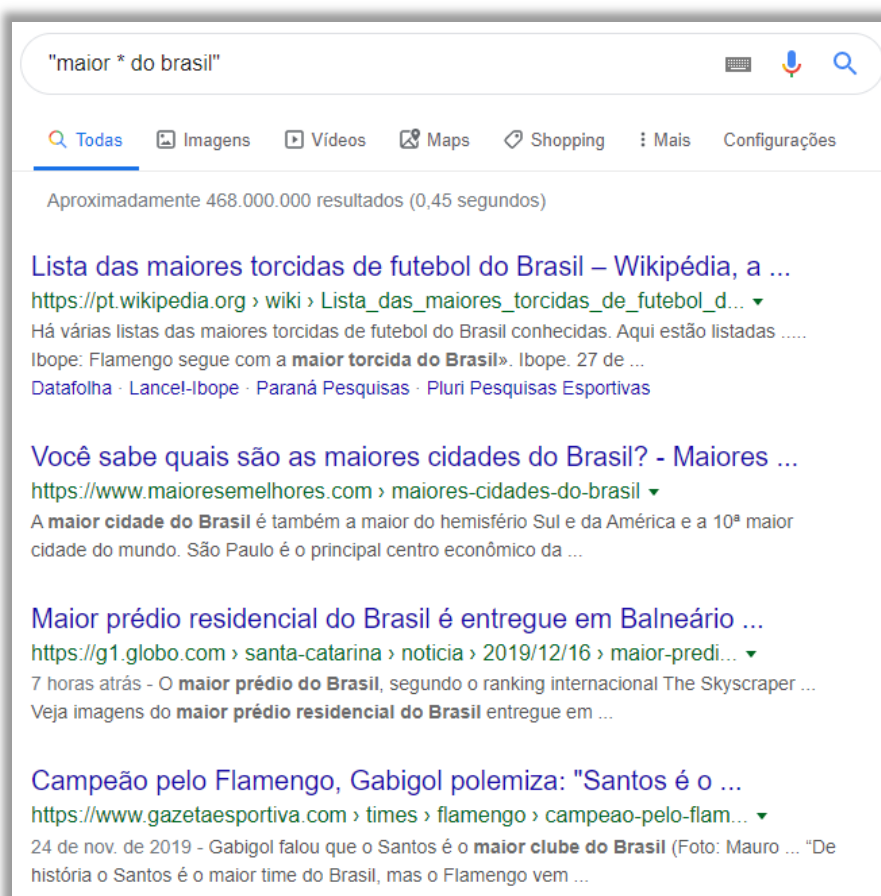 "maior * do brasil"
Todas Imagens Vídeos Maps Shopping Mais Configurações
Aproximadamente 468.000.000 resultados (0,45 segundos)
Lista das maiores torcidas de futebol do Brasil – Wikipédia, a ...
https://pt.wikipedia.org › wiki › Lista_das_maiores_torcidas_de_futebol_d...
Há várias listas das maiores torcidas de futebol do Brasil conhecidas. Aqui estão listadas .....
Ibope: Flamengo segue com a maior torcida do Brasil». Ibope. 27 de ...
Datafolha · Lance!-Ibope · Paraná Pesquisas · Pluri Pesquisas Esportivas
Você sabe quais são as maiores cidades do Brasil? - Maiores ...
https://www.maioresemelhores.com › maiores-cidades-do-brasil
A maior cidade do Brasil é também a maior do hemisfério Sul e da América e a 10ª maior
cidade do mundo. São Paulo é o principal centro econômico da ...
Maior prédio residencial do Brasil é entregue em Balneário ...
https://g1.globo.com › santa-catarina › noticia › 2019/12/16 › maior-predi...
7 horas atrás - O maior prédio do Brasil, segundo o ranking internacional The Skyscraper ...
Veja imagens do maior prédio residencial do Brasil entregue em ...
Campeão pelo Flamengo, Gabigol polemiza: "Santos é o ...
https://www.gazetaesportiva.com › times › flamengo › campeao-pelo-flam...
24 de nov. de 2019 - Gabigol falou que o Santos é o maior clube do Brasil (Foto: Mauro ... “De
história o Santos é o maior time do Brasil, mas o Flamengo vem ...